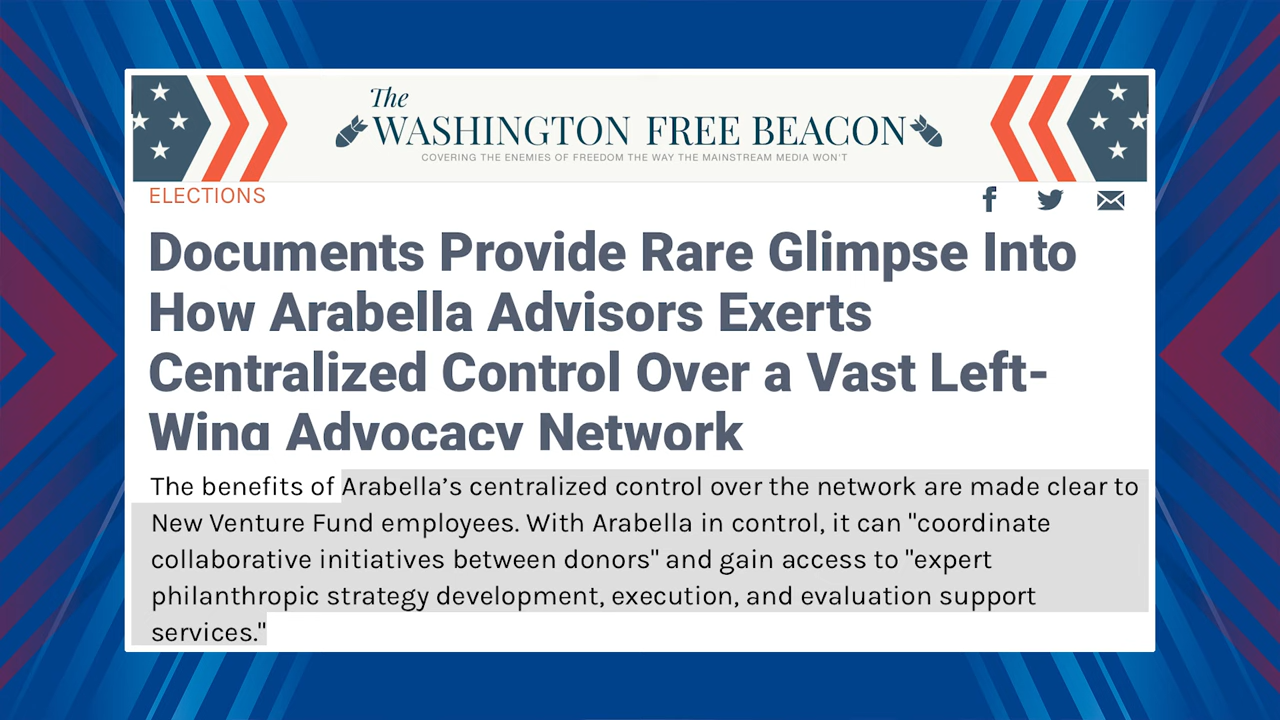 The
WASHINGTON FREE BEACON
COVERING THE ENEMIES OF FREEDOM THE WAY THE MAINSTREAM MEDIA WON'T
ELECTIONS
Documents Provide Rare Glimpse Into
How Arabella Advisors Exerts
Centralized Control Over a Vast Left-
Wing Advocacy Network
The benefits of Arabella’s centralized control over the network are made clear to
New Venture Fund employees. With Arabella in control, it can "coordinate
collaborative initiatives between donors" and gain access to "expert
philanthropic strategy development, execution, and evaluation support
services."